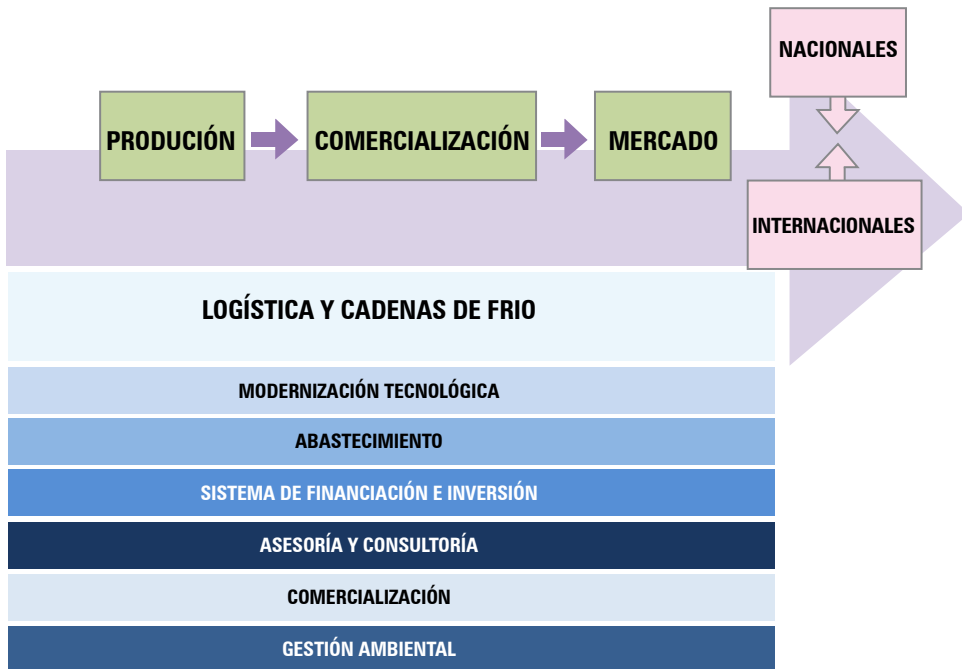 NACIONALES
PRODUCIÓN
COMERCIALIZACIÓN
MERCADO
INTERNACIONALES
LOGÍSTICA Y CADENAS DE FRIO
MODERNIZACIÓN TECNOLÓGICA
ABASTECIMIENTO
SISTEMA DE FINANCIACIÓN E INVERSIÓN
ASESORÍA Y CONSULTORÍA
COMERCIALIZACIÓN
GESTIÓN AMBIENTAL